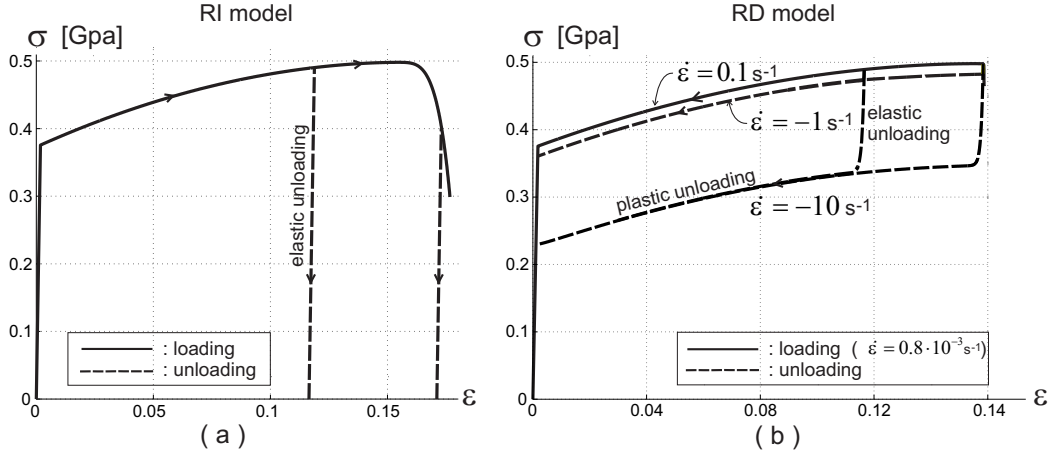 RI model
σ [Gpa]
0.5
0.4
0.3
0.2
0.1
0
elastic unloading
: loading
: unloading
0
0.05
0.1
0.15
ε
( a )
RD model
σ [Gpa]
0.5
0.4
0.3
0.5
0.1
0
ε̇ = 0.1 s-1
ε̇ = −1 s-1
elastic
unloading
plastic unloading
ε̇ = −10 s-1
: loading ( ε̇ = 0.8 · 10⁻³ s-1)
: unloading
0
0.04
0.08
0.12
0.14
ε
( b )